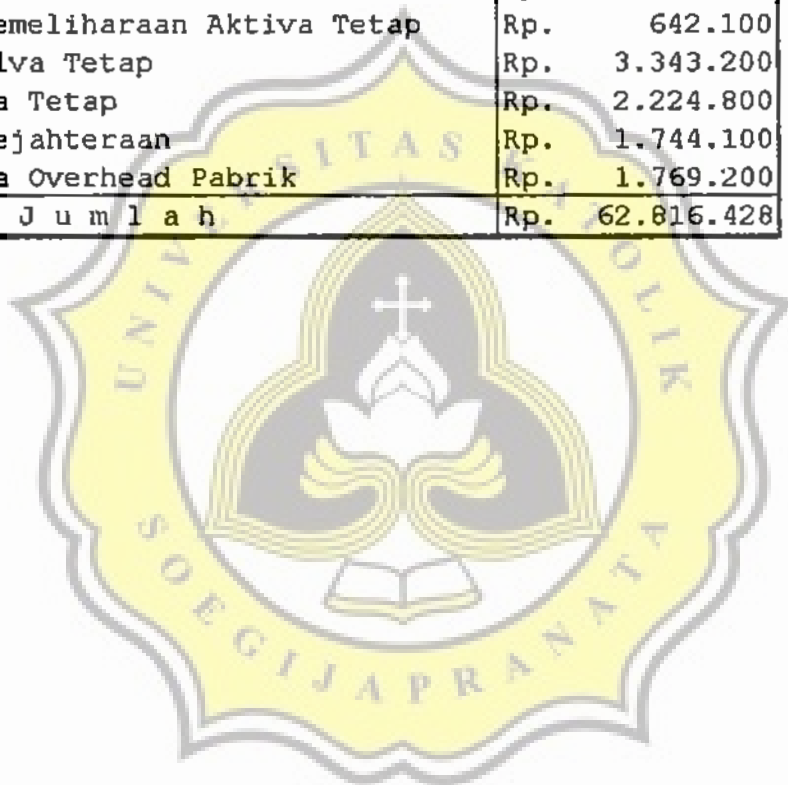 emeliharaan Aktiva Tetap Rp. 642.100
iva Tetap Rp. 3.343.200
a Tetap Rp. 2.224.800
ejahteraan Rp. 1.744.100
a Overhead Pabrik Rp. 1.769.200
J u m l a h Rp. 62.816.428
UNIVERSITAS KATOLIK
SOEGIJAPRANATA